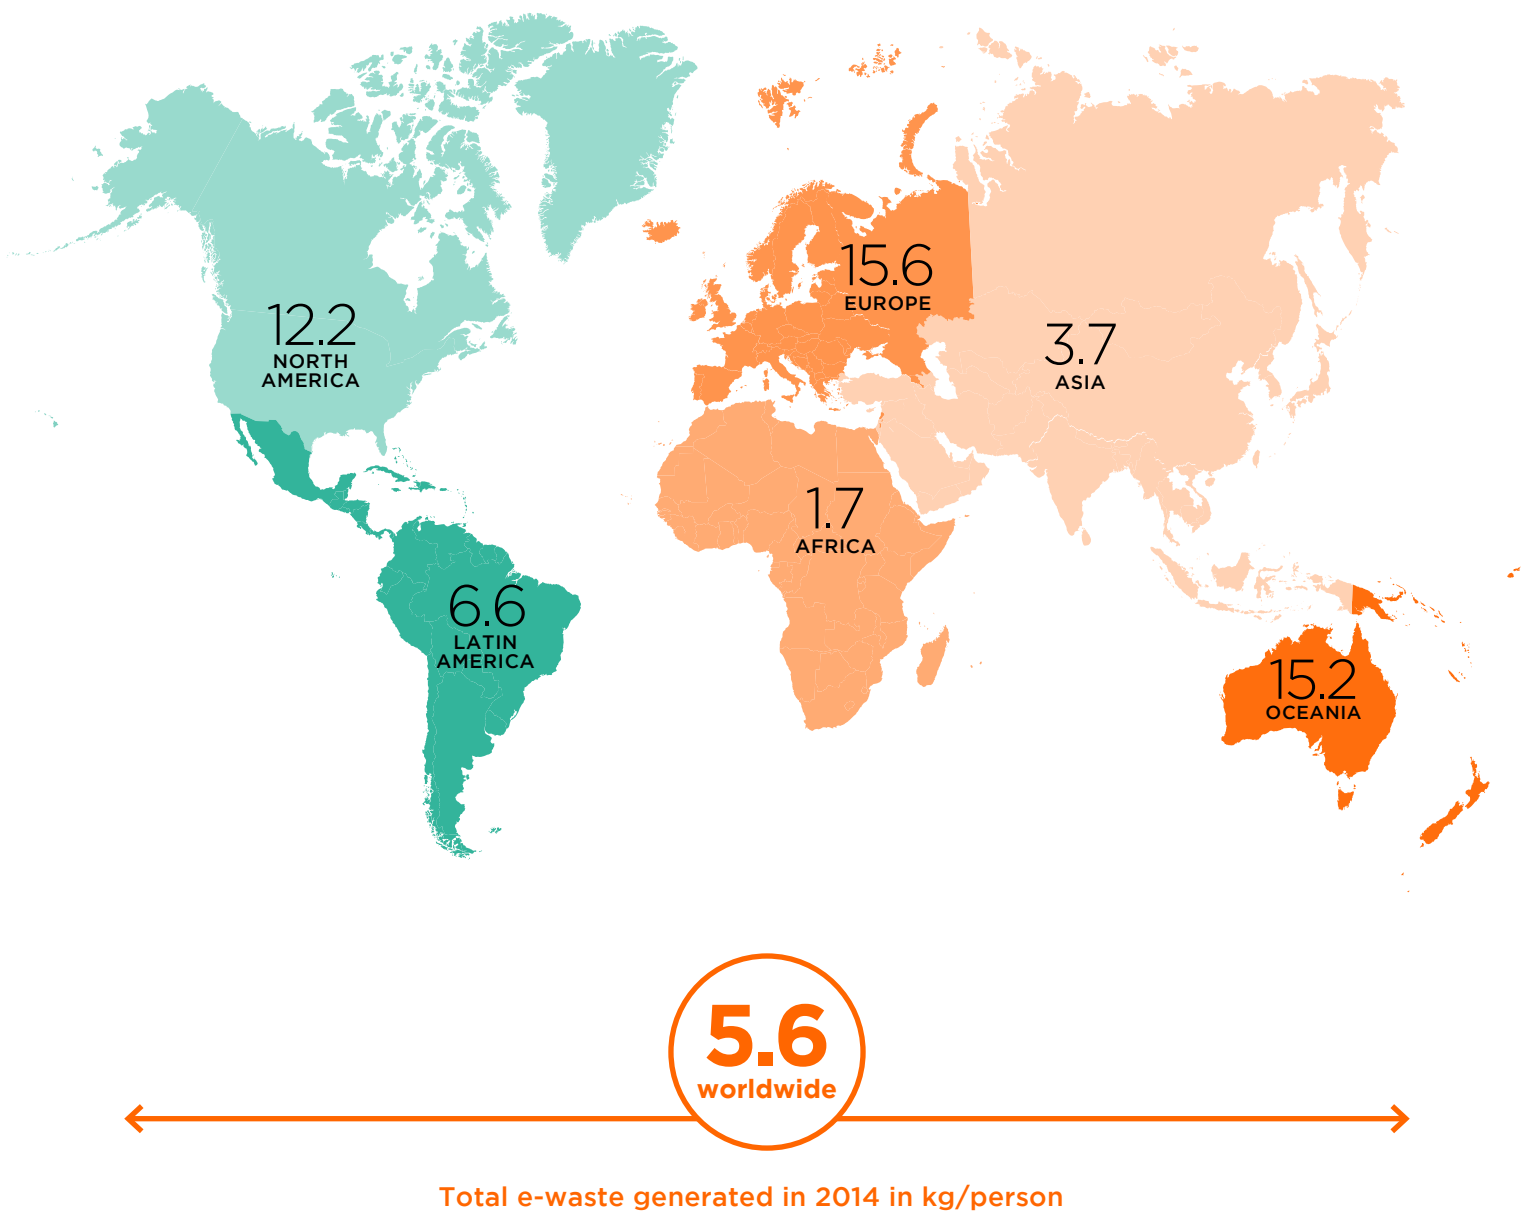 12.2
NORTH
AMERICA
15.6
EUROPE
3.7
ASIA
1.7
AFRICA
6.6
LATIN
AMERICA
15.2
OCEANIA
5.6
worldwide
Total e-waste generated in 2014 in kg/person